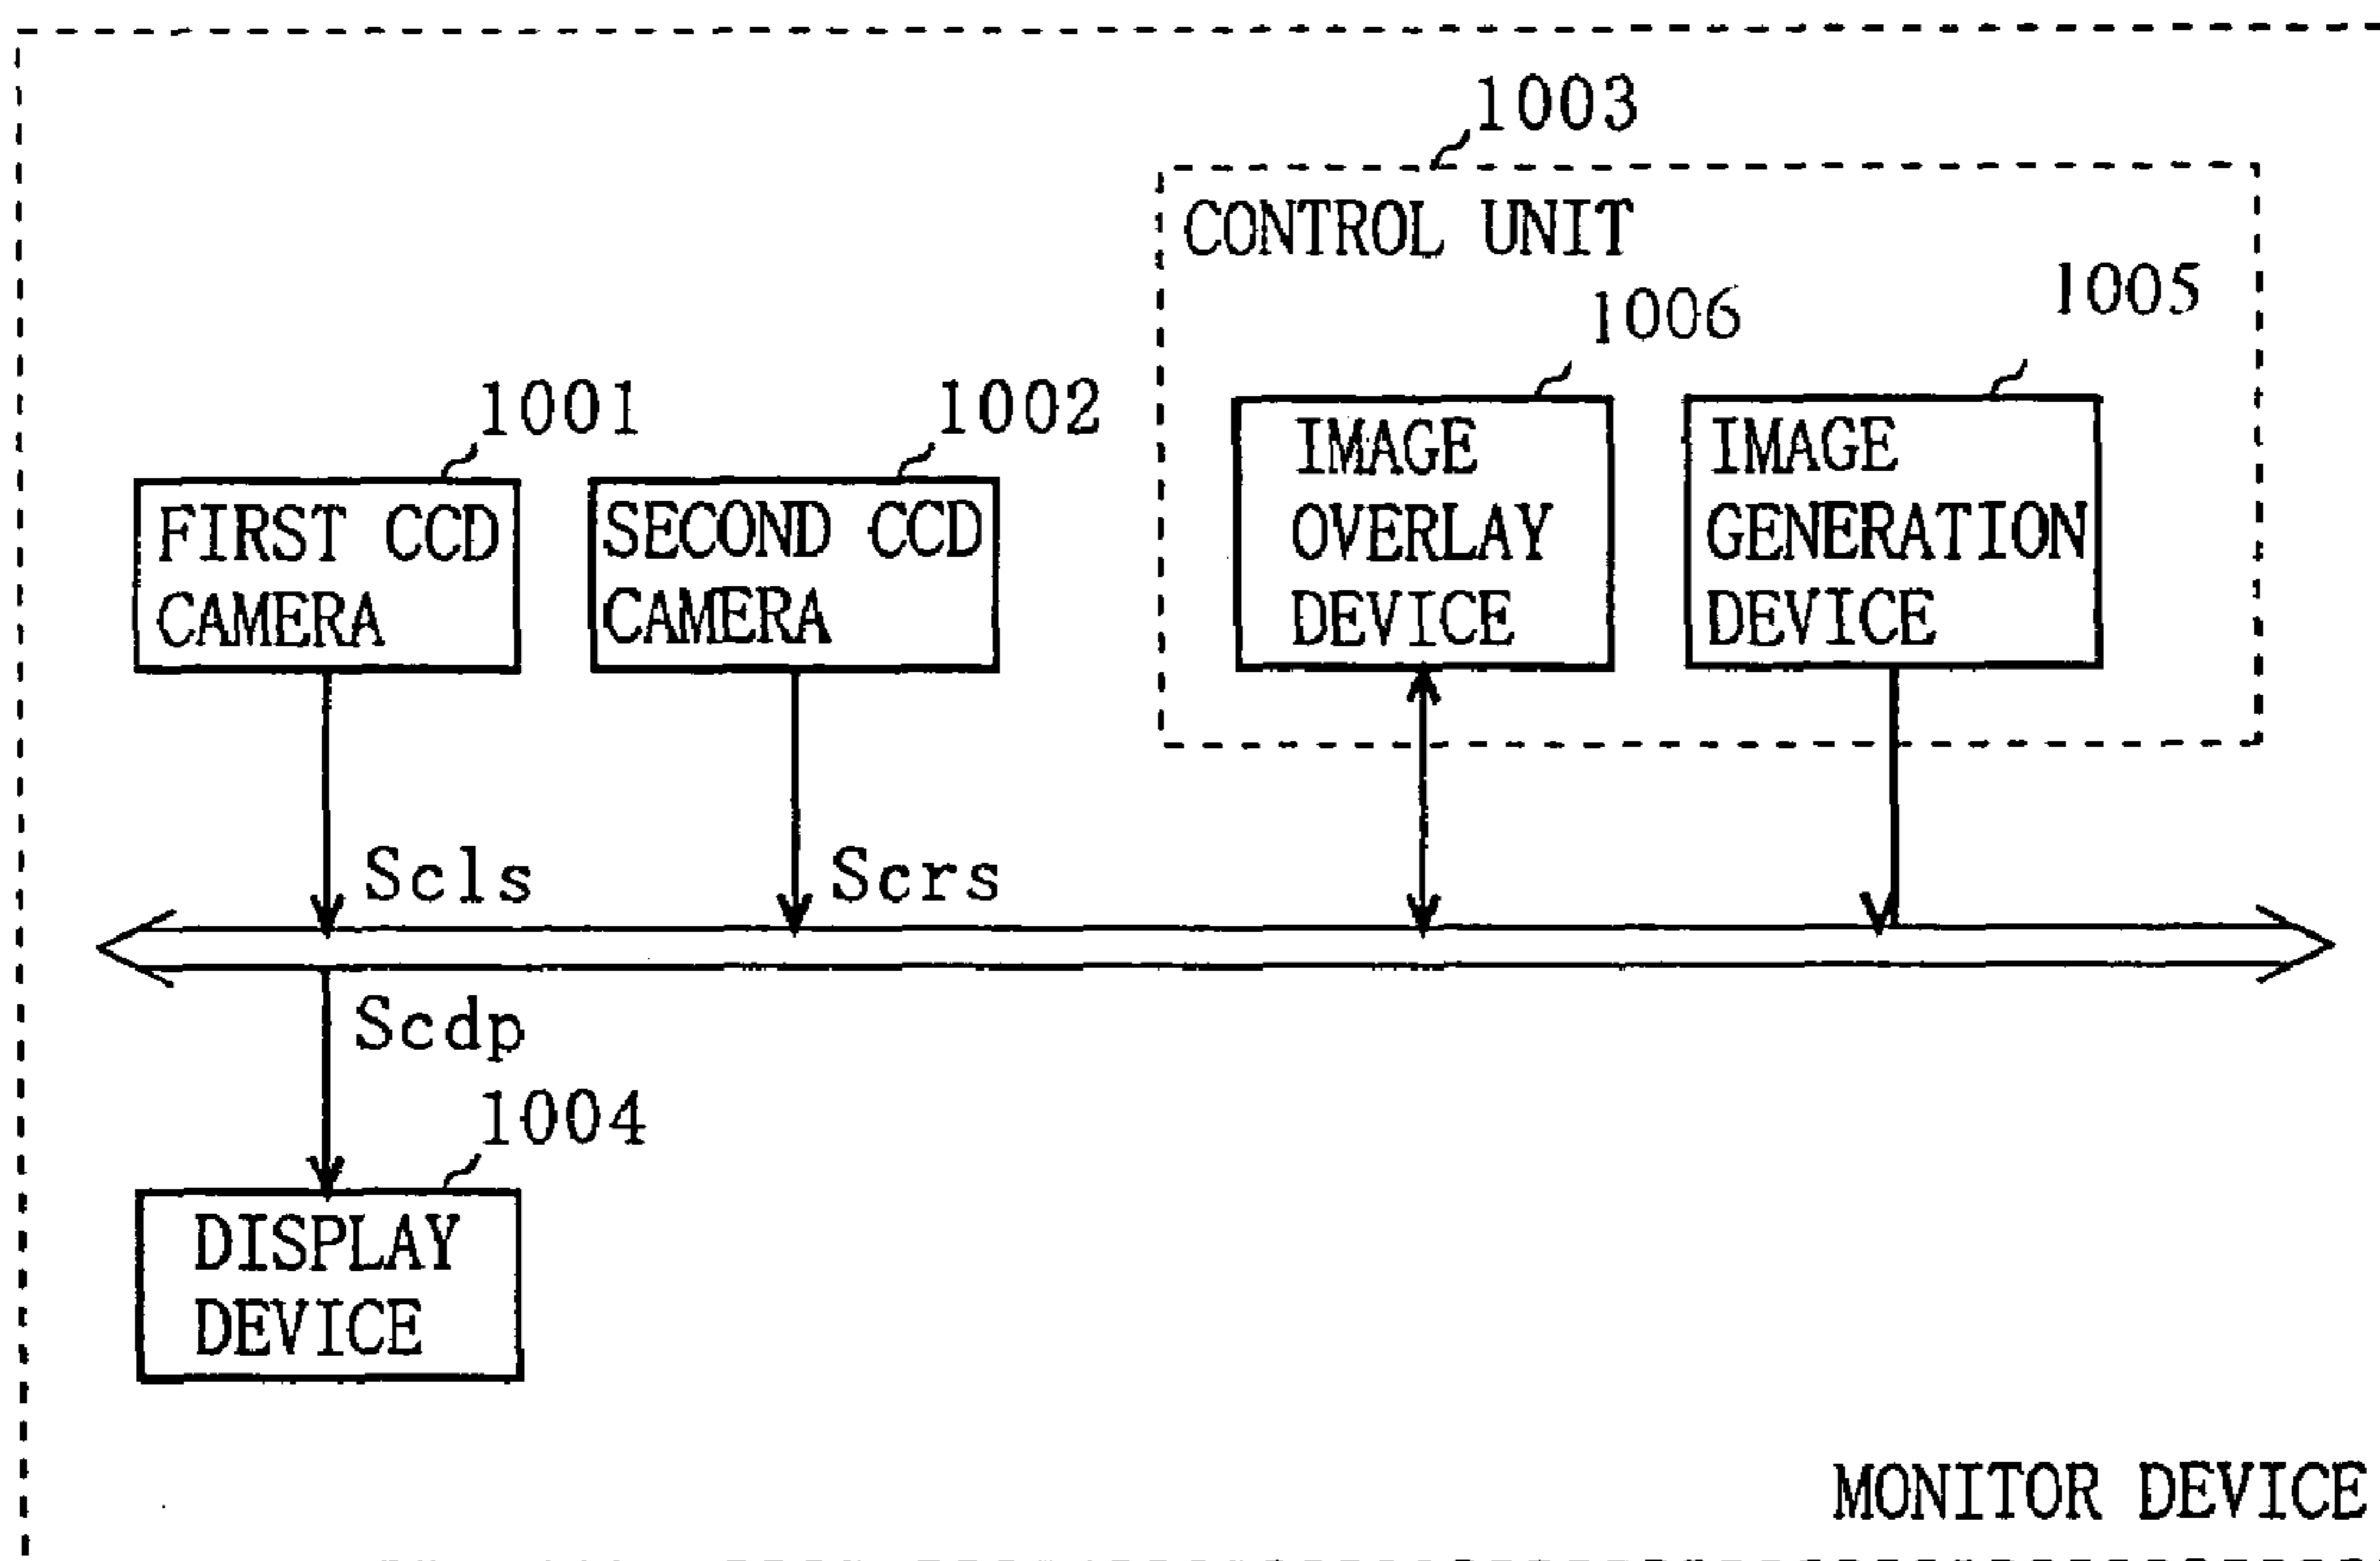 1003
CONTROL UNIT
1006
1005
IMAGE
OVERLAY
DEVICE
IMAGE
GENERATION
DEVICE
1001
1002
FIRST CCD
CAMERA
SECOND CCD
CAMERA
Scls
Scrs
Scdp
1004
DISPLAY
DEVICE
MONITOR DEVICE